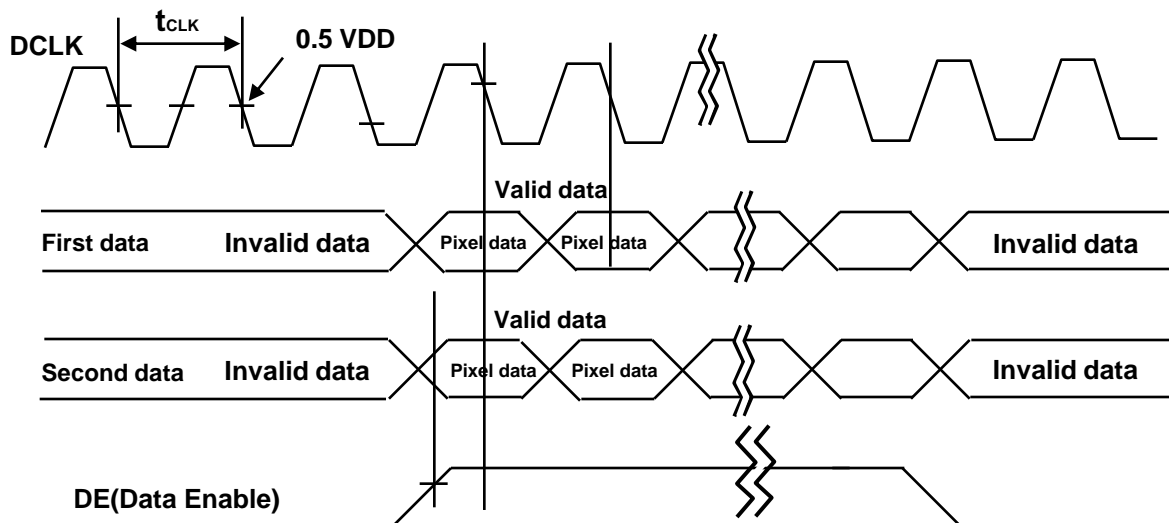 tCLK
DCLK
0.5 VDD
Valid data
First data
Invalid data
Pixel data
Pixel data
Invalid data
Valid data
Second data
Invalid data
Pixel data
Pixel data
Invalid data
DE(Data Enable)